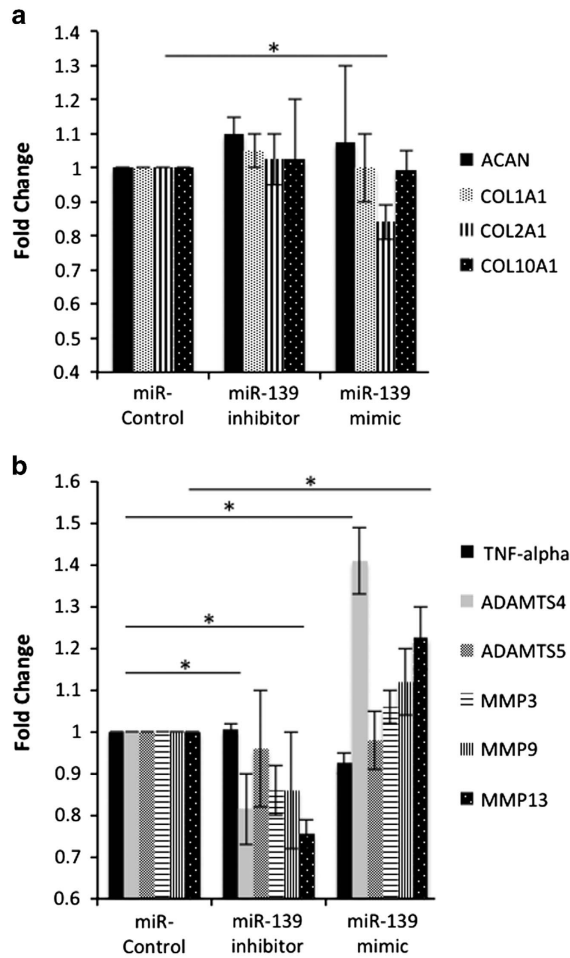 a
1.4
1.3
1.2
1.1
1
0.9
0.8
0.7
0.6
0.5
0.4
Fold Change
*
miR-
Control
miR-139
inhibitor
miR-139
mimic
ACAN
COL1A1
COL2A1
COL10A1
b
1.6
1.5
1.4
1.3
1.2
1.1
1
0.9
0.8
0.7
0.6
Fold Change
*
*
*
*
miR-
Control
miR-139
inhibitor
miR-139
mimic
TNF-alpha
ADAMTS4
ADAMTS5
MMP3
MMP9
MMP13